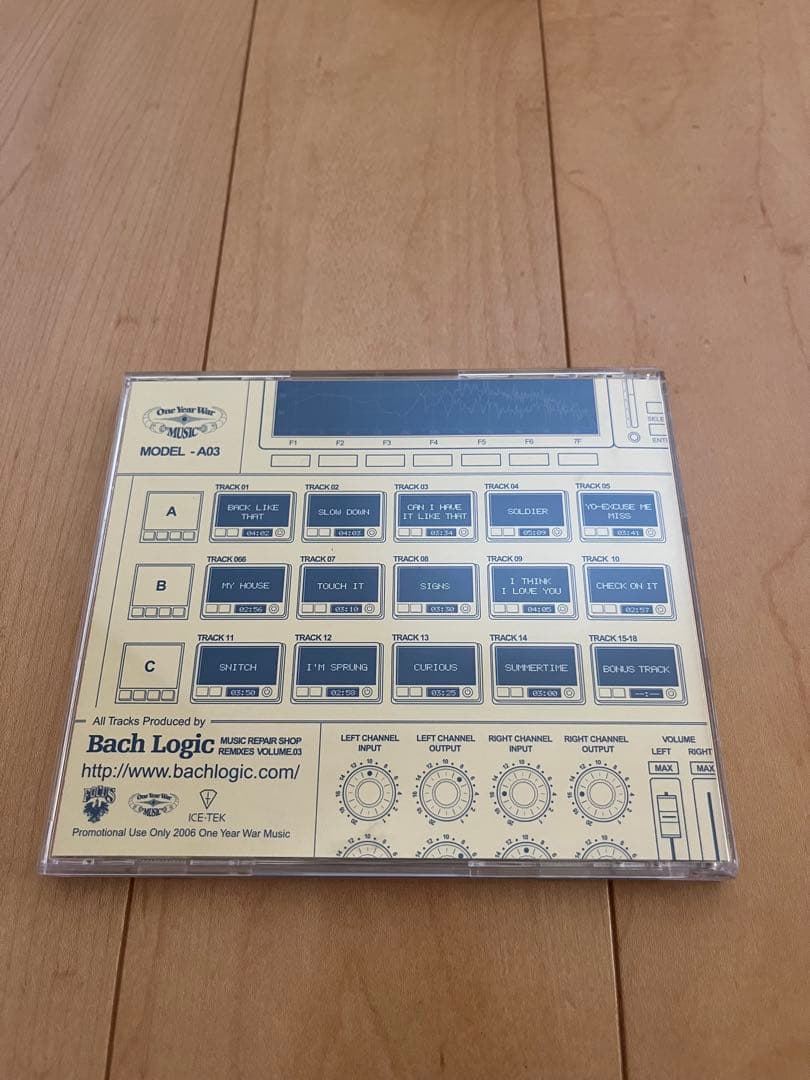 One Year War
MUSIC
MODEL - A03
F1 F2 F3 F4 F5 F6 7F
SELE
ENTI
A
TRACK 01
BACK LIKE
THAT
04:02
TRACK 02
SLOW DOWN
04:03
TRACK 03
CAN I HAVE
IT LIKE THAT
03:34
TRACK 04
SOLDIER
05:09
TRACK 05
YO-EXCUSE ME
MISS
03:41
B
TRACK 066
MY HOUSE
02:56
TRACK 07
TOUCH IT
03:10
TRACK 08
SIGNS
03:30
TRACK 09
I THINK
I LOVE YOU
04:05
TRACK 10
CHECK ON IT
02:57
C
TRACK 11
SNITCH
03:50
TRACK 12
I'M SPRUNG
02:58
TRACK 13
CURIOUS
03:25
TRACK 14
SUMMERTIME
03:00
TRACK 15-18
BONUS TRACK
--:--
All Tracks Produced by
Bach Logic MUSIC REPAIR SHOP
REMIXES VOLUME.03
http://www.bachlogic.com/
FOCUS
One Year War
MUSIC
ICE-TEK
Promotional Use Only 2006 One Year War Music
LEFT CHANNEL
INPUT
LEFT CHANNEL
OUTPUT
RIGHT CHANNEL
INPUT
RIGHT CHANNEL
OUTPUT
VOLUME
LEFT RIGHT
MAX MAX